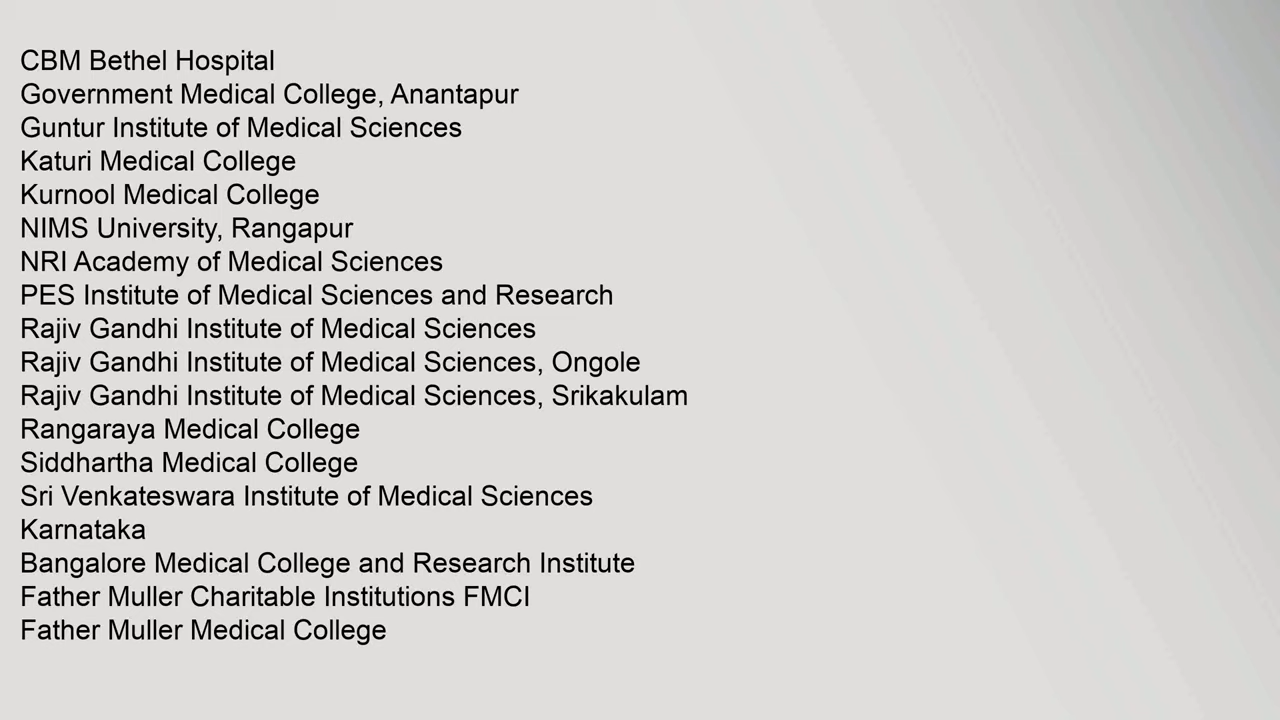 CBM Bethel Hospital
Government Medical College, Anantapur
Guntur Institute of Medical Sciences
Katuri Medical College
Kurnool Medical College
NIMS University, Rangapur
NRI Academy of Medical Sciences
PES Institute of Medical Sciences and Research
Rajiv Gandhi Institute of Medical Sciences
Rajiv Gandhi Institute of Medical Sciences, Ongole
Rajiv Gandhi Institute of Medical Sciences, Srikakulam
Rangaraya Medical College
Siddhartha Medical College
Sri Venkateswara Institute of Medical Sciences
Karnataka
Bangalore Medical College and Research Institute
Father Muller Charitable Institutions FMCI
Father Muller Medical College